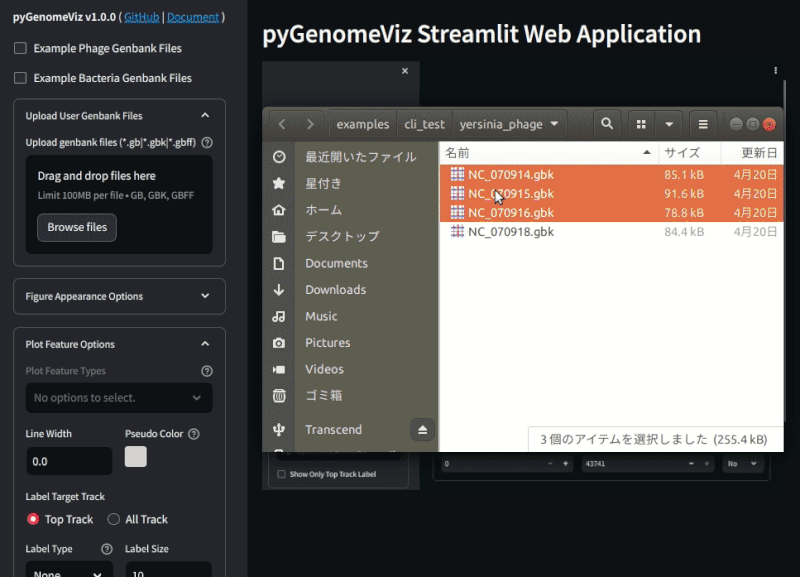 pyGenomeViz v1.0.0 ( GitHub | Document )
Example Phage Genbank Files
Example Bacteria Genbank Files
Upload User Genbank Files
Upload genbank files (*.gb|*.gbk|*.gbff)
Drag and drop files here
Limit 100MB per file • GB, GBK, GBFF
Browse files
Figure Appearance Options
Plot Feature Options
Plot Feature Types
No options to select.
Line Width
Pseudo Color
0.0
Label Target Track
Top Track
All Track
Label Type
Label Size
None
10
pyGenomeViz Streamlit Web Application
examples
cli_test
yersinia_phage
最近開いたファイル
星付き
ホーム
デスクトップ
Documents
Downloads
Music
Pictures
Videos
ゴミ箱
Transcend
名前 サイズ 更新日
NC_070914.gbk 85.1 kB 4月20日
NC_070915.gbk 91.6 kB 4月20日
NC_070916.gbk 78.8 kB 4月20日
NC_070918.gbk 84.4 kB 4月20日
3 個のアイテムを選択しました (255.4 kB)
Show Only Top Track Label
0 - + 43741 - + No